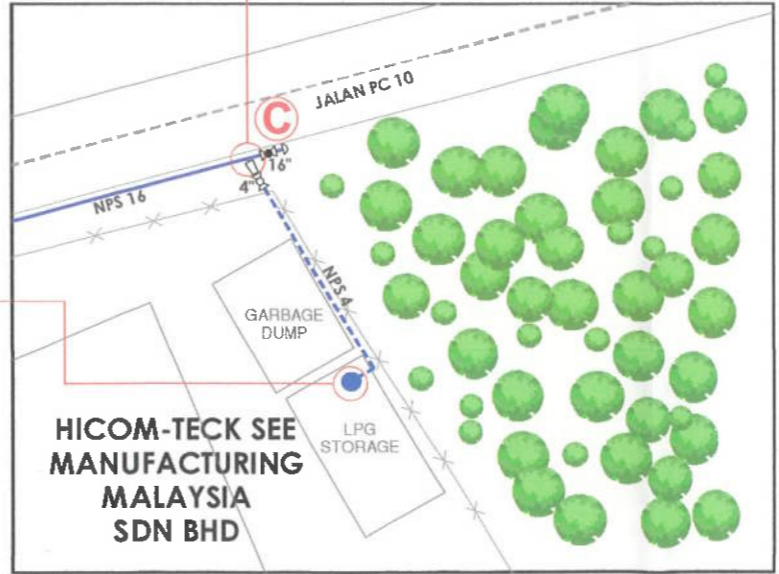 JALAN PC 10
C
16"
4"
NPS 16
NPS 4
GARBAGE
DUMP
LPG
STORAGE
HICOM-TECK SEE
MANUFACTURING
MALAYSIA
SDN BHD